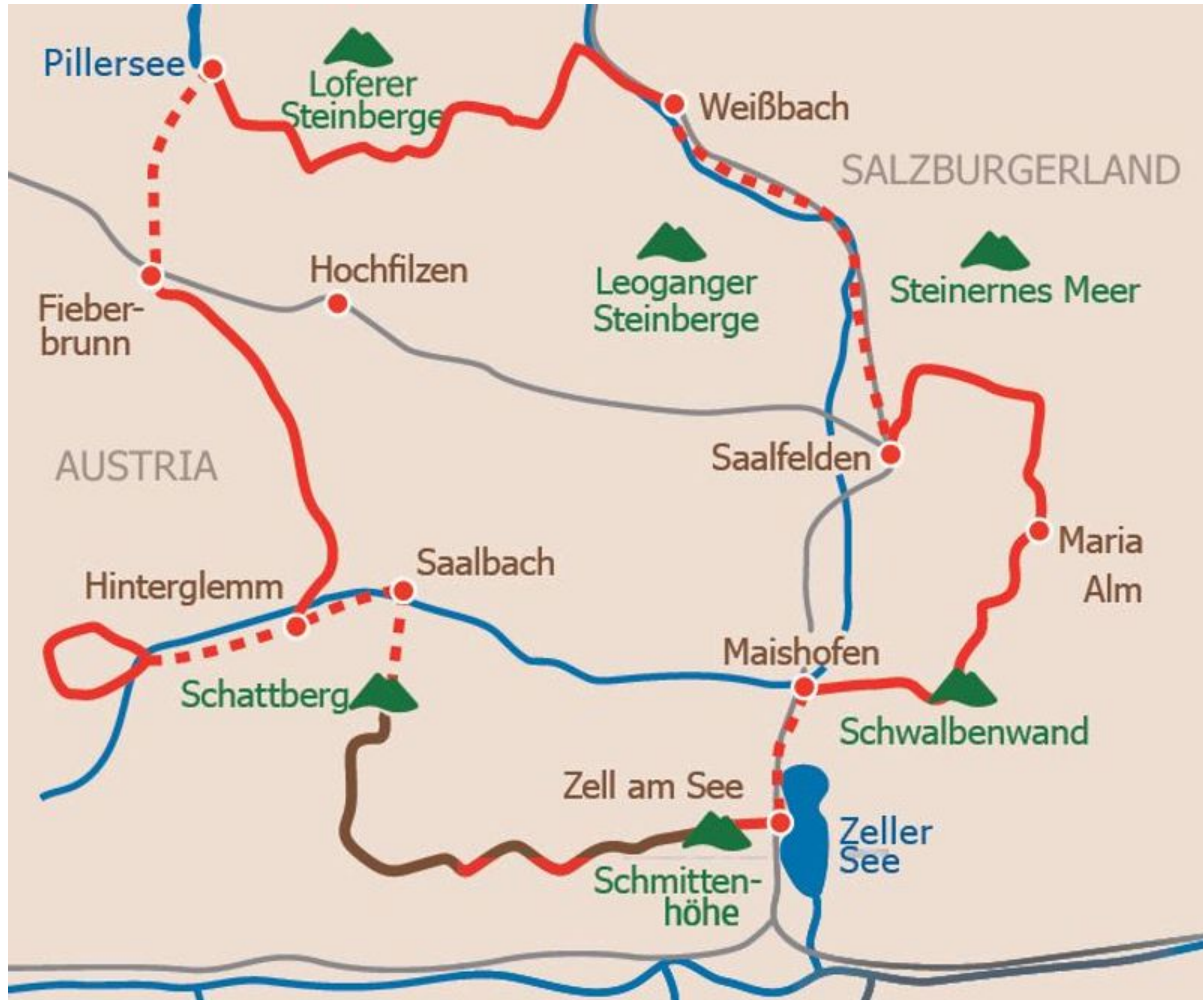 Pillersee
Loferer
Steinberge
Weißbach
SALZBURGERLAND
Hochfilzen
Leoganger
Steinberge
Steinernes Meer
Fieber-
brunn
AUSTRIA
Saalfelden
Maria
Alm
Saalbach
Hinterglemm
Maishofen
Schattberg
Schwalbenwand
Zell am See
Zeller
See
Schmitten-
höhe